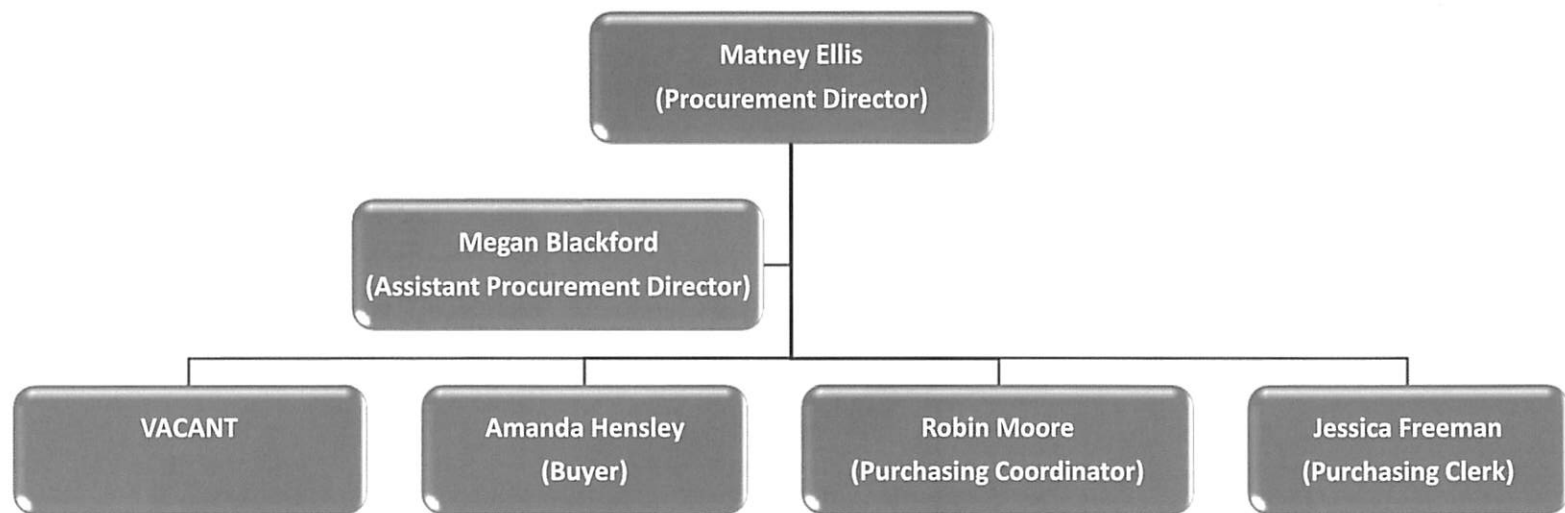 Matney Ellis
(Procurement Director)
Megan Blackford
(Assistant Procurement Director)
VACANT
Amanda Hensley
(Buyer)
Robin Moore
(Purchasing Coordinator)
Jessica Freeman
(Purchasing Clerk)